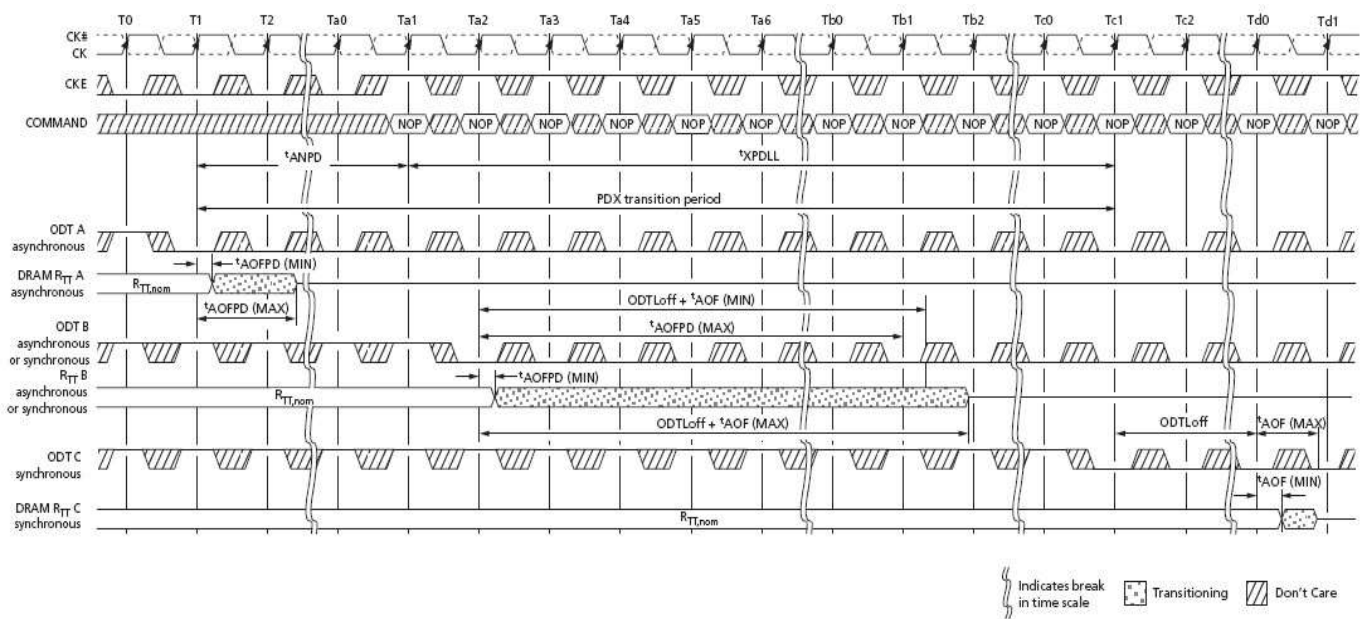 T0 T1 T2 Ta0 Ta1 Ta2 Ta3 Ta4 Ta5 Ta6 Tb0 Tb1 Tb2 Tc0 Tc1 Tc2 Td0 Td1
CK#
CK
CKE
COMMAND NOP NOP NOP NOP NOP NOP NOP NOP NOP NOP NOP NOP NOP NOP
tANPD tXPDLL
PDX transition period
ODT A
asynchronous
tAOFPD (MIN)
DRAM RTT A
asynchronous
RTT,nom
tAOFPD (MAX)
ODTLoff + tAOF (MIN)
tAOFPD (MAX)
ODT B
asynchronous
or synchronous
tAOFPD (MIN)
RTT B
asynchronous
or synchronous
RTT,nom
ODTLoff + tAOF (MAX)
ODTLoff tAOF (MAX)
ODT C
synchronous
tAOF (MIN)
DRAM RTT C
synchronous
RTT,nom
Indicates break
in time scale
Transitioning
Don't Care